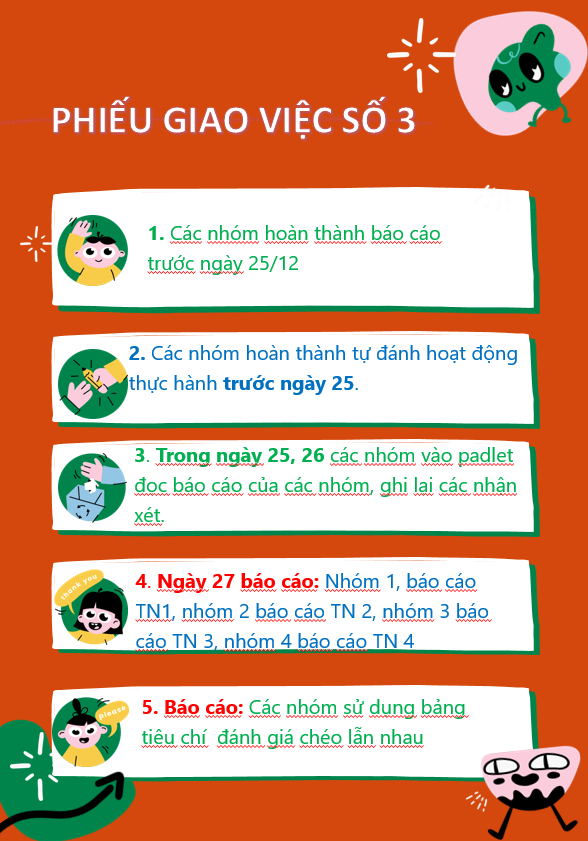 PHIẾU GIAO VIỆC SỐ 3
1. Các nhóm hoàn thành báo cáo
trước ngày 25/12
2. Các nhóm hoàn thành tự đánh hoạt động
thực hành trước ngày 25.
3. Trong ngày 25, 26 các nhóm vào padlet
đọc báo cáo của các nhóm, ghi lại các nhận
xét.
thank you
4. Ngày 27 báo cáo: Nhóm 1, báo cáo
TN1, nhóm 2 báo cáo TN 2, nhóm 3 báo
cáo TN 3, nhóm 4 báo cáo TN 4
please
5. Báo cáo: Các nhóm sử dụng bảng
tiêu chí đánh giá chéo lẫn nhau